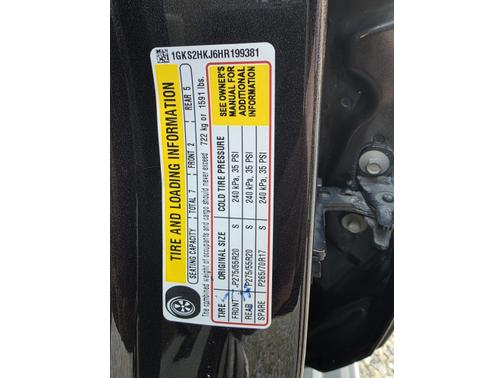 1GKS2HKJ6HR199381
TIRE AND LOADING INFORMATION
SEATING CAPACITY TOTAL 7 FRONT 2 REAR 5
The combined weight of occupants and cargo should never exceed 722 kg or 1591 lbs.
TIRE ORIGINAL SIZE COLD TIRE PRESSURE
FRONT P275/55R20 S 240 kPa, 35 PSI
REAR P275/55R20 S 240 kPa, 35 PSI
SPARE P265/70R17 S 240 kPa, 35 PSI
SEE OWNER'S
MANUAL FOR
ADDITIONAL
INFORMATION